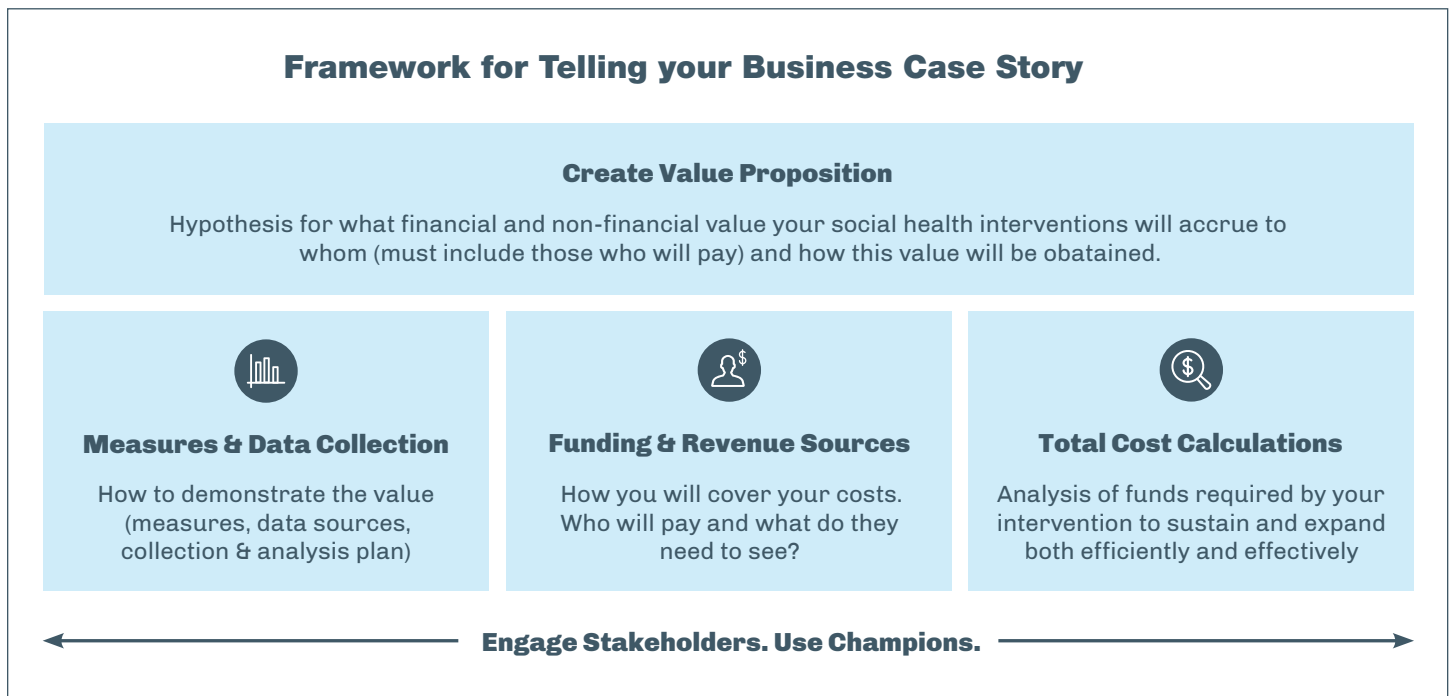 Framework for Telling your Business Case Story
Create Value Proposition
Hypothesis for what financial and non-financial value your social health interventions will accrue to
whom (must include those who will pay) and how this value will be obatained.
Measures & Data Collection
How to demonstrate the value
(measures, data sources,
collection & analysis plan)
$
Funding & Revenue Sources
How you will cover your costs.
Who will pay and what do they
need to see?
$
Total Cost Calculations
Analysis of funds required by your
intervention to sustain and expand
both efficiently and effectively
Engage Stakeholders. Use Champions.